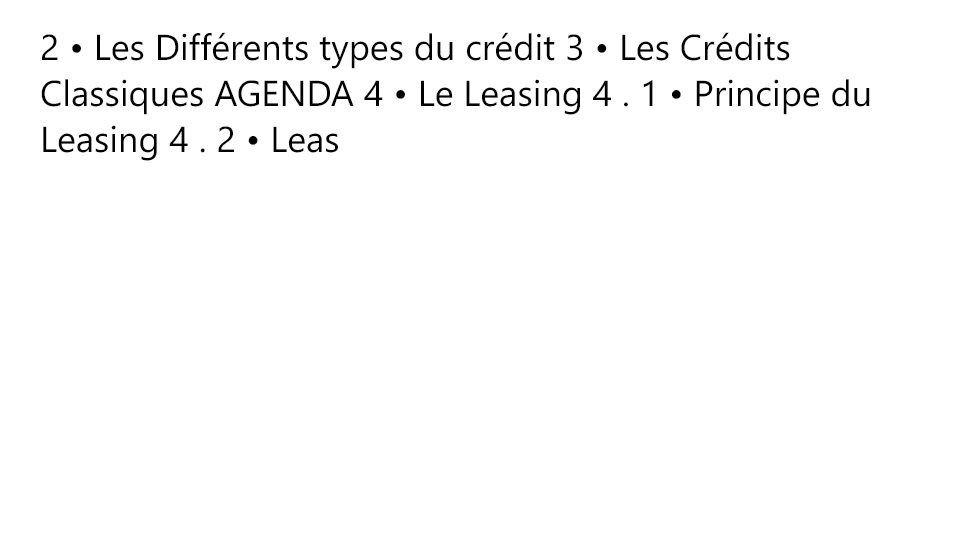 2 • Les Différents types du crédit 3 • Les Crédits
Classiques AGENDA 4 • Le Leasing 4 . 1 • Principe du
Leasing 4 . 2 • Leas